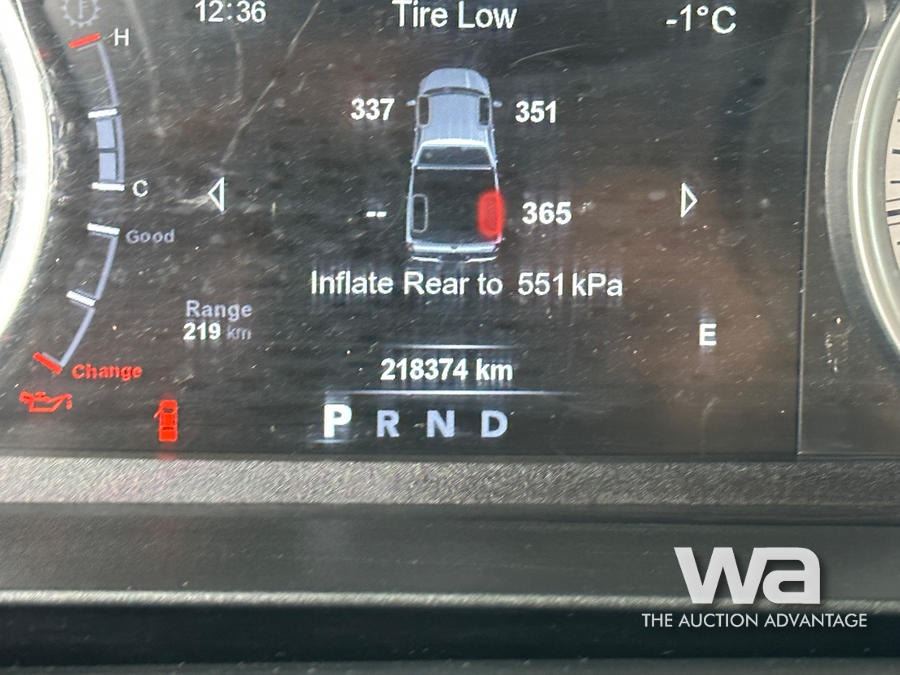 12:36 Tire Low -1°C
H
337 351
C
-- 365
Good
Inflate Rear to 551 kPa
Range
219 km
E
Change
218374 km
P R N D
wa
THE AUCTION ADVANTAGE